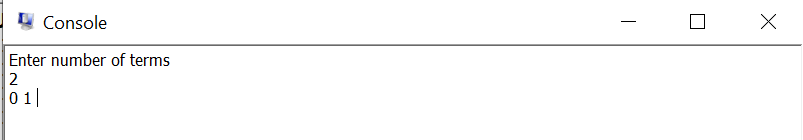 Console
Enter number of terms
2
0 1